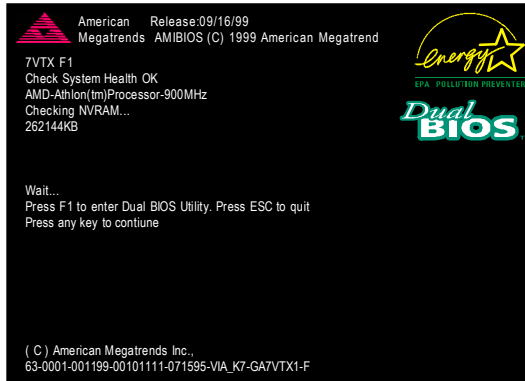 American Release:09/16/99
Megatrends AMIBIOS (C) 1999 American Megatrend
energy
EPA POLLUTION PREVENTER
Dual
BIOS
7VTX F1
Check System Health OK
AMD-Athlon(tm)Processor-900MHz
Checking NVRAM...
262144KB
Wait...
Press F1 to enter Dual BIOS Utility. Press ESC to quit
Press any key to contiune
( C ) American Megatrends Inc.,
63-0001-001199-00101111-071595-VIA_K7-GA7VTX1-F